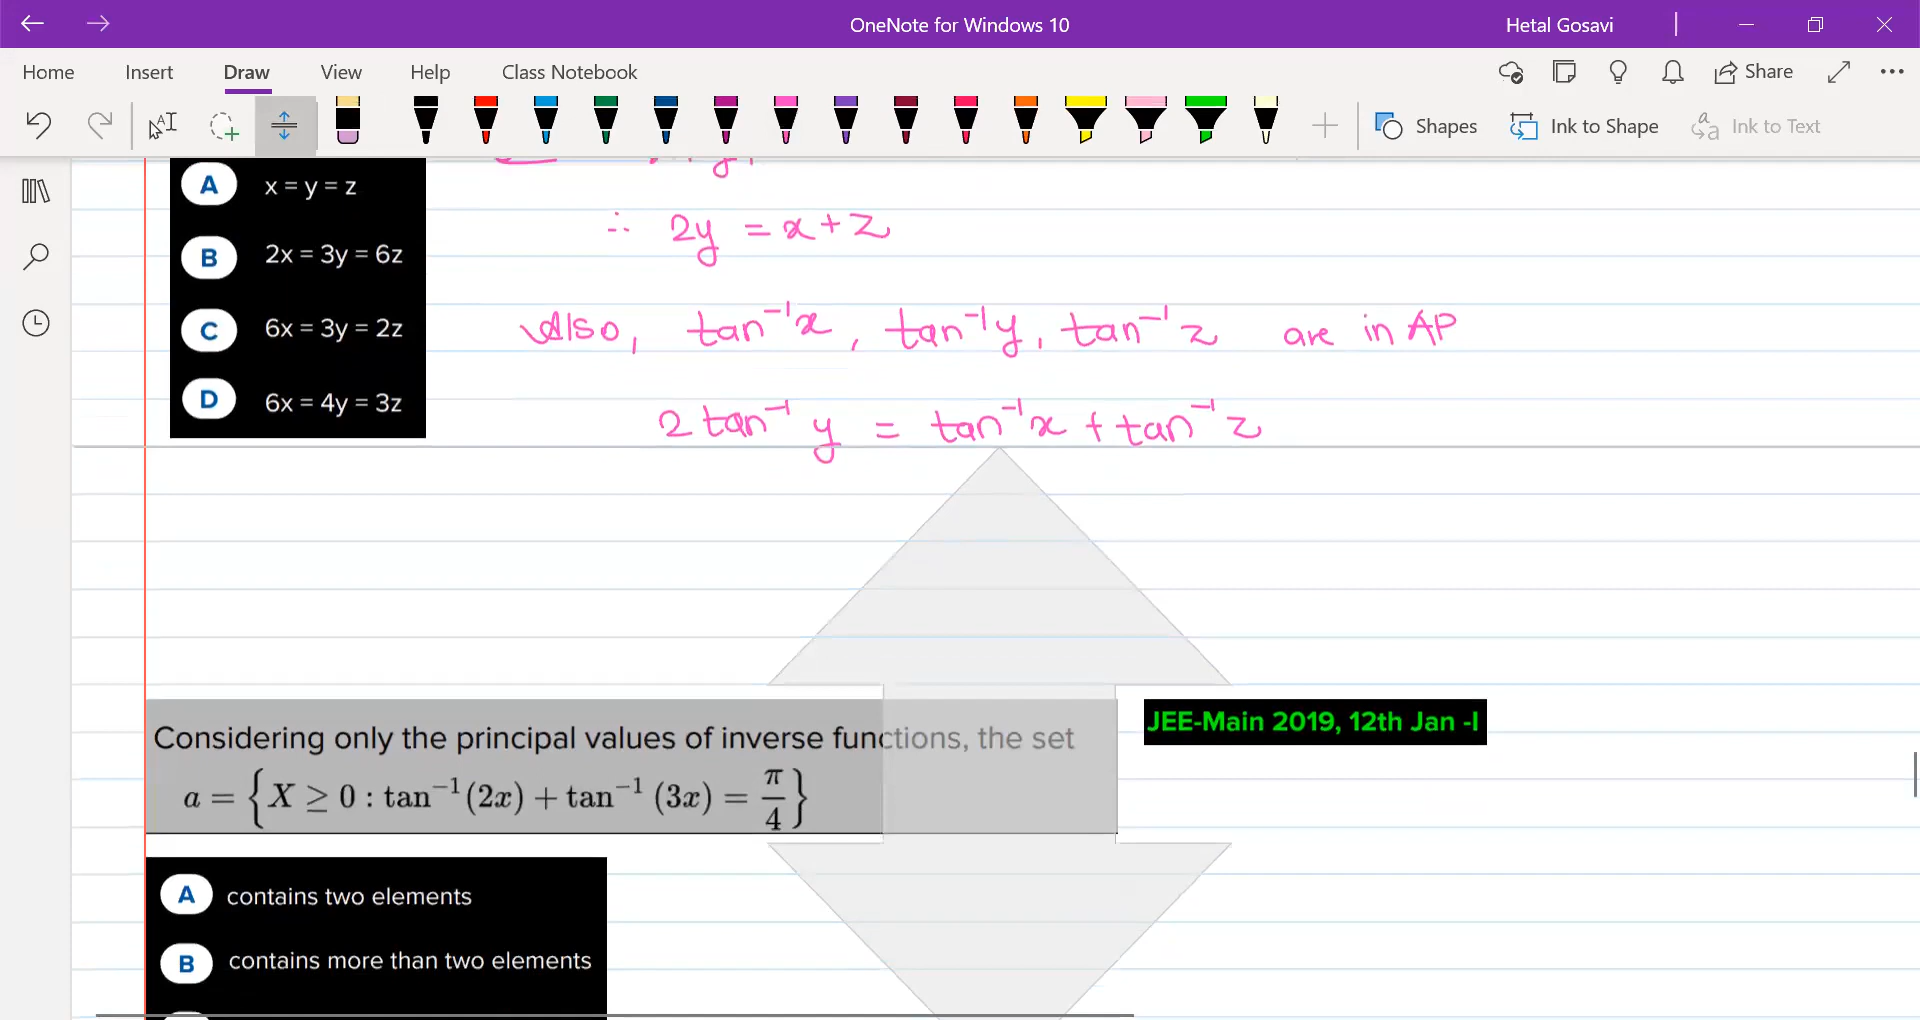 OneNote for Windows 10
Hetal Gosavi
Home Insert Draw View Help Class Notebook
Share
Shapes Ink to Shape Ink to Text
A x = y = z
∴ 2y = x + z
B 2x = 3y = 6z
C 6x = 3y = 2z
Also, tan⁻¹x, tan⁻¹y, tan⁻¹z are in AP
D 6x = 4y = 3z
2 tan⁻¹ y = tan⁻¹x + tan⁻¹z
Considering only the principal values of inverse functions, the set
JEE-Main 2019, 12th Jan -I
a = {X ≥ 0 : tan⁻¹(2x) + tan⁻¹ (3x) = π/4}
A contains two elements
B contains more than two elements